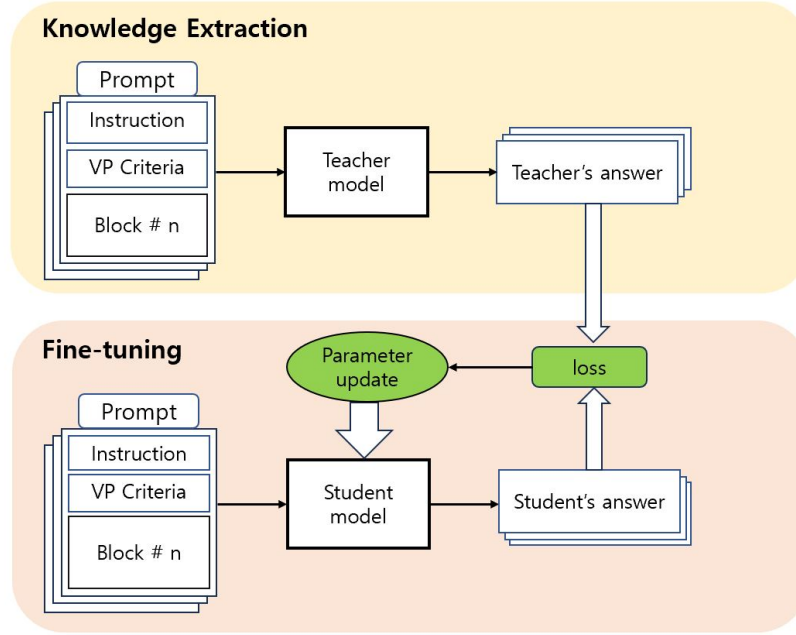 Knowledge Extraction
Prompt
Instruction
VP Criteria
Block # n
Teacher
model
Teacher's answer
Fine-tuning
Prompt
Instruction
VP Criteria
Block # n
Parameter
update
loss
Student
model
Student's answer